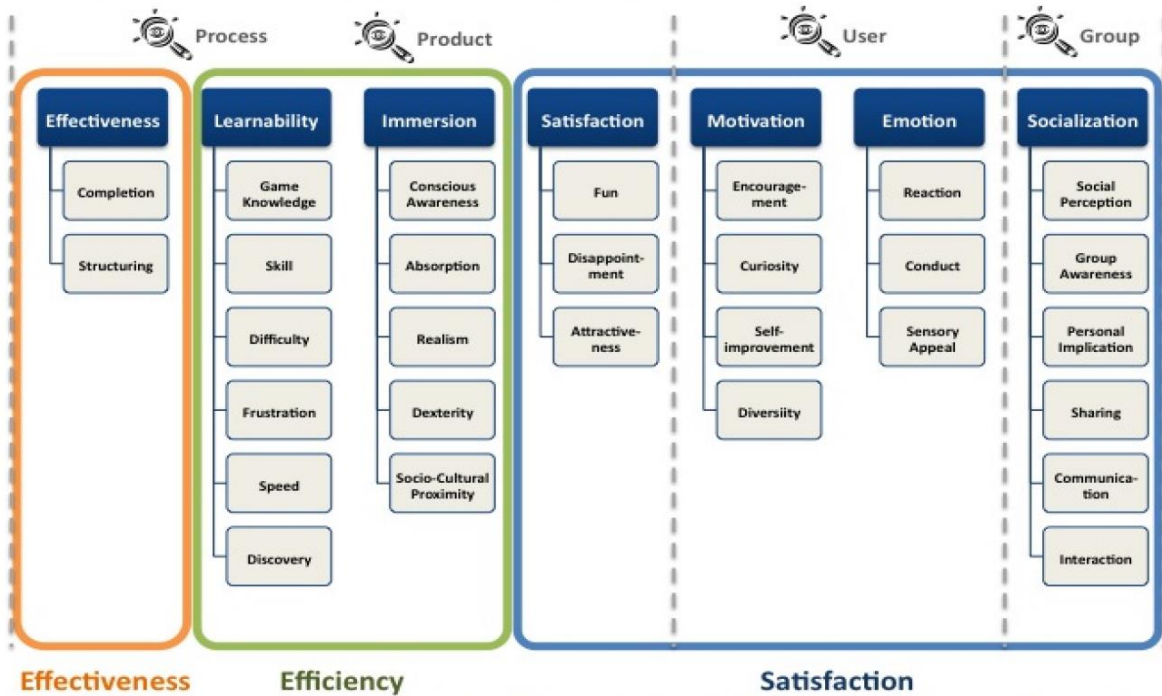 Process
Product
User
Group
Effectiveness
Completion
Structuring
Learnability
Game
Knowledge
Skill
Difficulty
Frustration
Speed
Discovery
Immersion
Conscious
Awareness
Absorption
Realism
Dexterity
Socio-Cultural
Proximity
Satisfaction
Fun
Disappoint-
ment
Attractive-
ness
Motivation
Encourage-
ment
Curiosity
Self-
improvement
Diversiity
Emotion
Reaction
Conduct
Sensory
Appeal
Socialization
Social
Perception
Group
Awareness
Personal
Implication
Sharing
Communica-
tion
Interaction
Effectiveness
Efficiency
Satisfaction